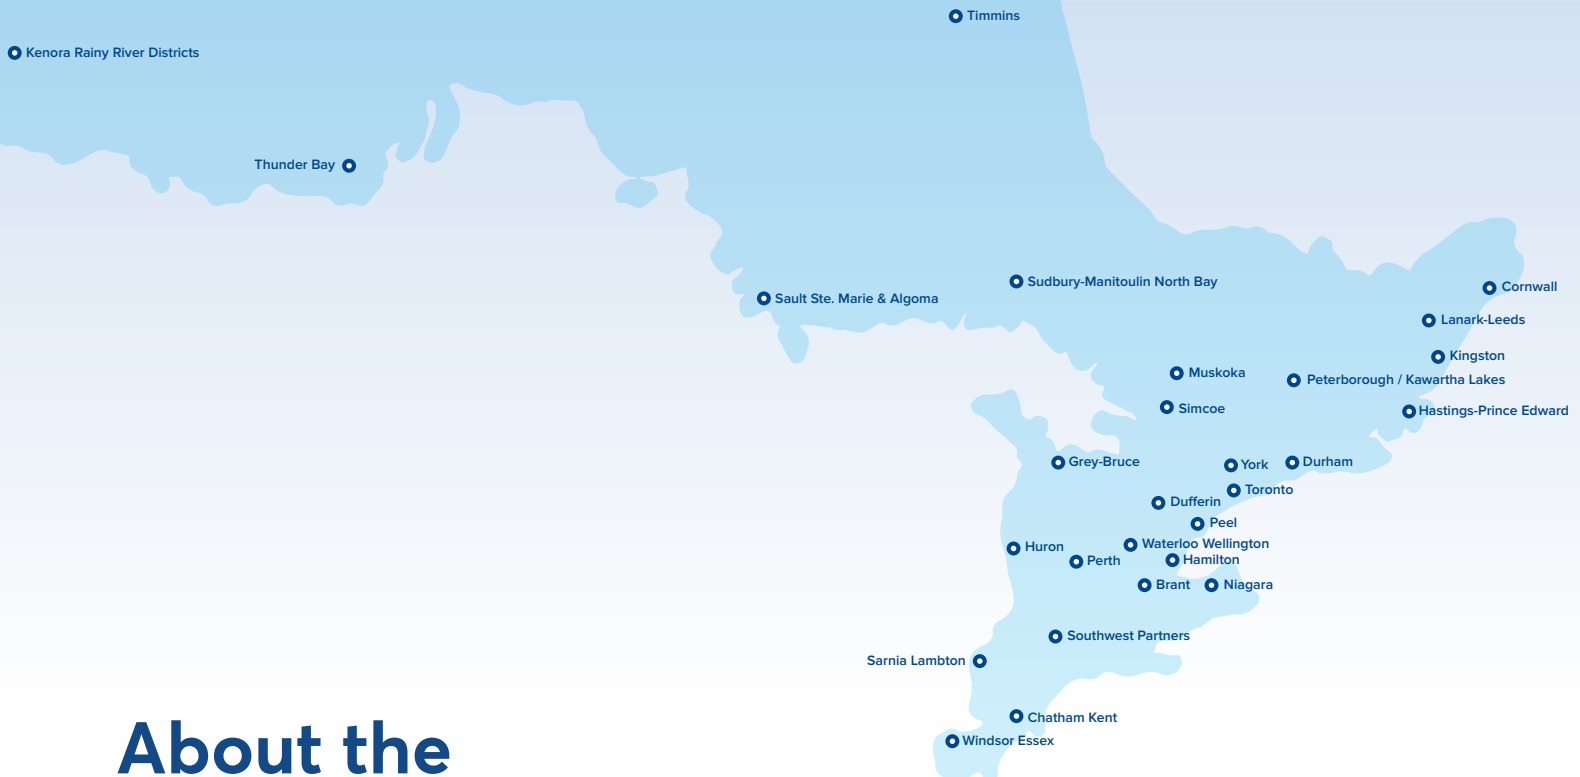 Timmins
Kenora Rainy River Districts
Thunder Bay
Sudbury-Manitoulin North Bay
Cornwall
Sault Ste. Marie & Algoma
Lanark-Leeds
Kingston
Muskoka
Peterborough / Kawartha Lakes
Simcoe
Hastings-Prince Edward
Grey-Bruce
York
Durham
Toronto
Dufferin
Peel
Waterloo Wellington
Huron
Hamilton
Perth
Brant
Niagara
Southwest Partners
Sarnia Lambton
Chatham Kent
Windsor Essex
About the